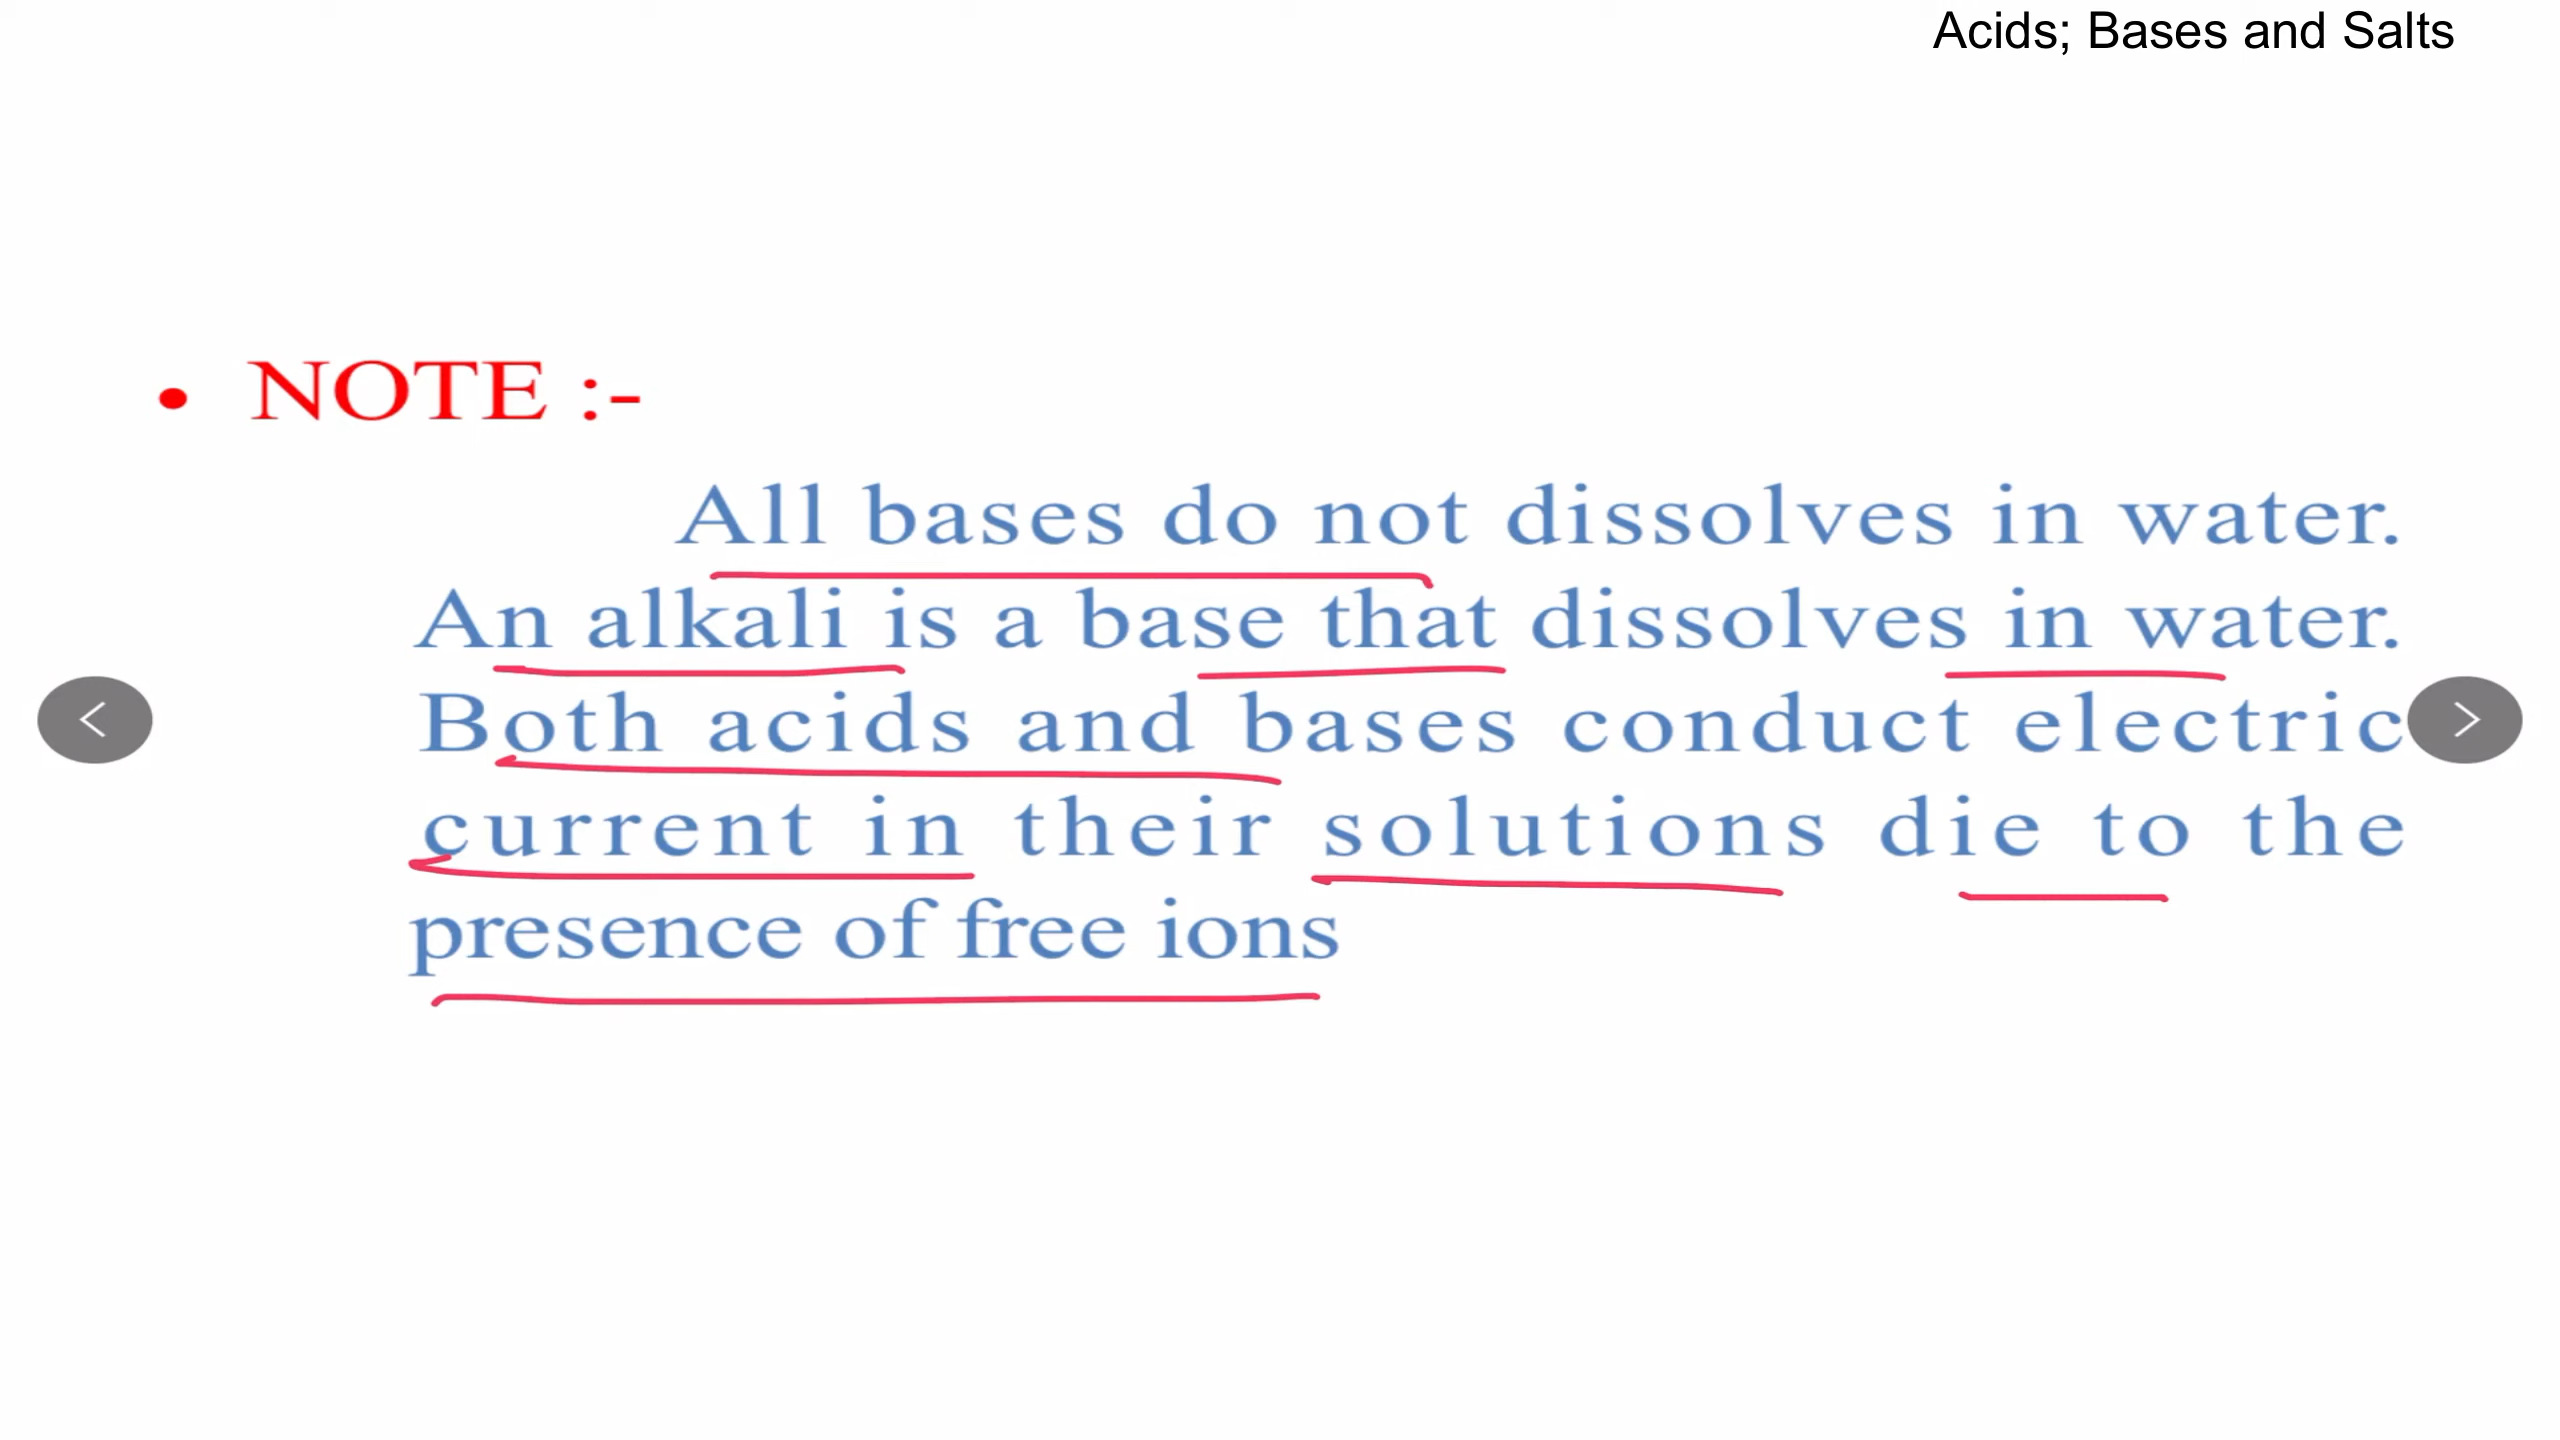 Acids; Bases and Salts
• NOTE :-
All bases do not dissolves in water.
An alkali is a base that dissolves in water.
Both acids and bases conduct electric
current in their solutions die to the
presence of free ions